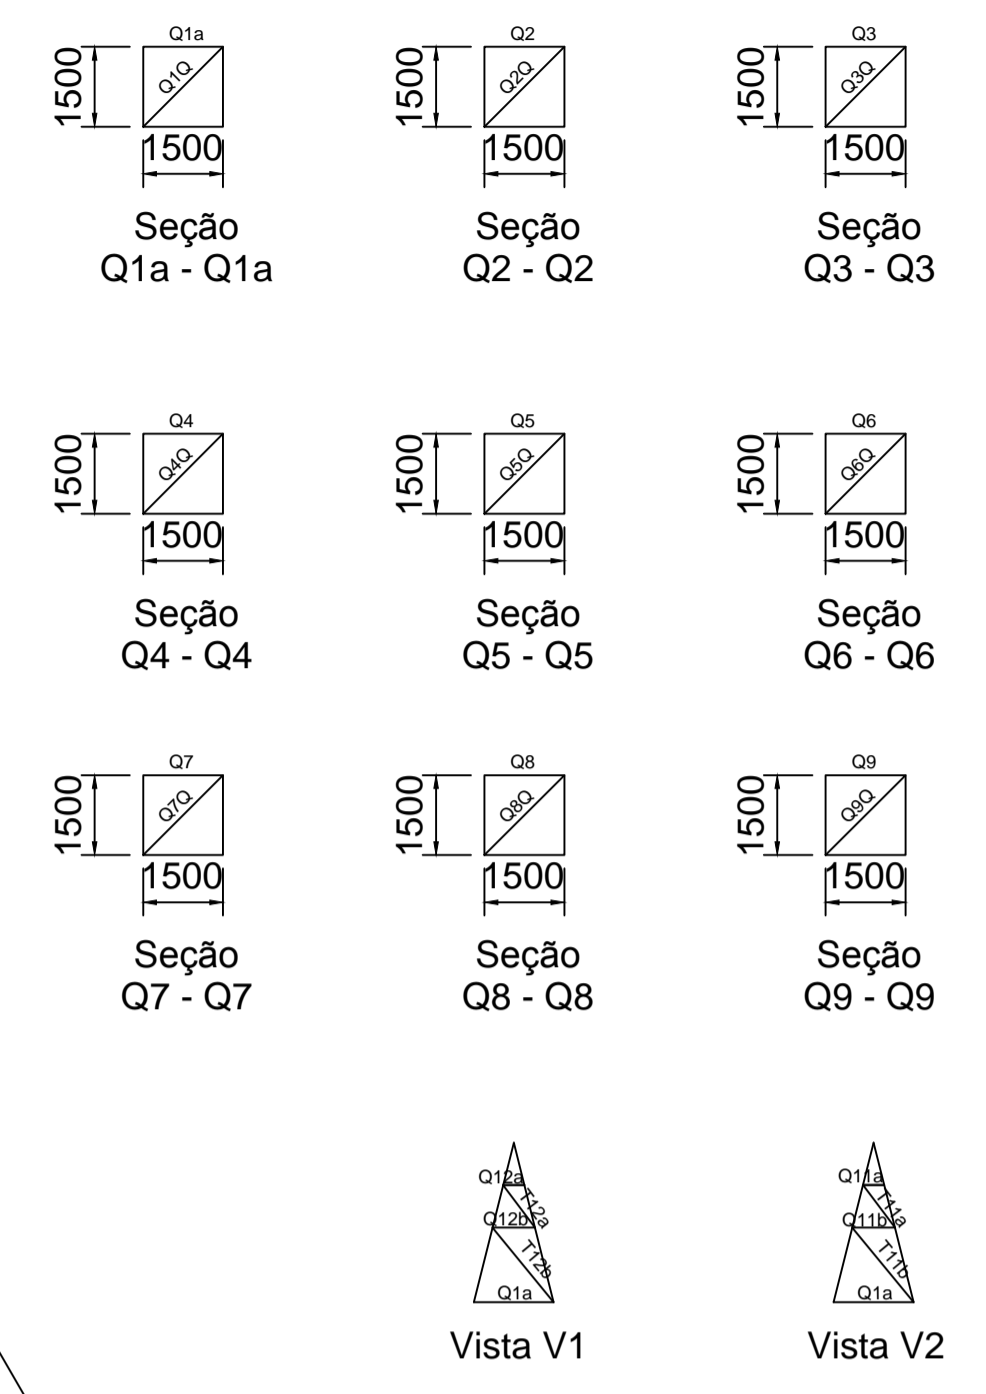 Q1a
1500
Q1Q
1500
Seção
Q1a - Q1a
Q2
1500
Q2Q
1500
Seção
Q2 - Q2
Q3
1500
Q3Q
1500
Seção
Q3 - Q3
Q4
1500
Q4Q
1500
Seção
Q4 - Q4
Q5
1500
Q5Q
1500
Seção
Q5 - Q5
Q6
1500
Q6Q
1500
Seção
Q6 - Q6
Q7
1500
Q7Q
1500
Seção
Q7 - Q7
Q8
1500
Q8Q
1500
Seção
Q8 - Q8
Q9
1500
Q9Q
1500
Seção
Q9 - Q9
Q12a
T12a
Q12b
T12b
Q1a
Vista V1
Q11a
T11a
Q11b
T11b
Q1a
Vista V2